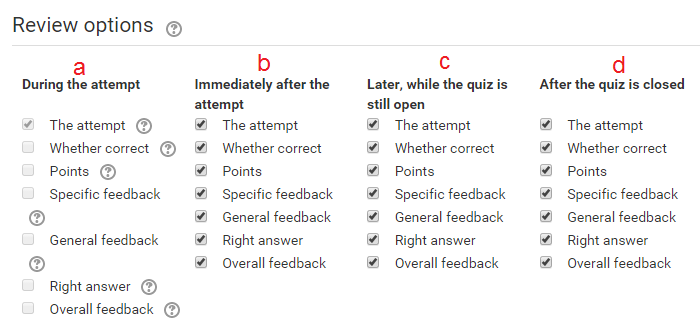 Review options
a
During the attempt
The attempt
Whether correct
Points
Specific feedback
General feedback
Right answer
Overall feedback
b
Immediately after the
attempt
The attempt
Whether correct
Points
Specific feedback
General feedback
Right answer
Overall feedback
c
Later, while the quiz is
still open
The attempt
Whether correct
Points
Specific feedback
General feedback
Right answer
Overall feedback
d
After the quiz is closed
The attempt
Whether correct
Points
Specific feedback
General feedback
Right answer
Overall feedback